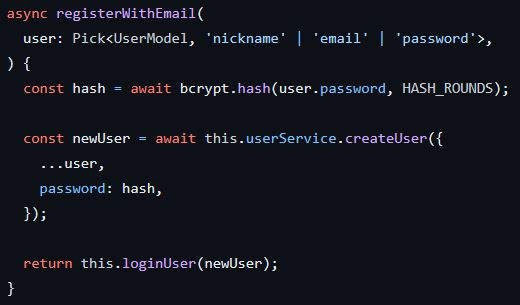 async registerWithEmail(
  user: Pick<UserModel, 'nickname' | 'email' | 'password'>,
) {
  const hash = await bcrypt.hash(user.password, HASH_ROUNDS);

  const newUser = await this.userService.createUser({
    ...user,
    password: hash,
  });

  return this.loginUser(newUser);
}